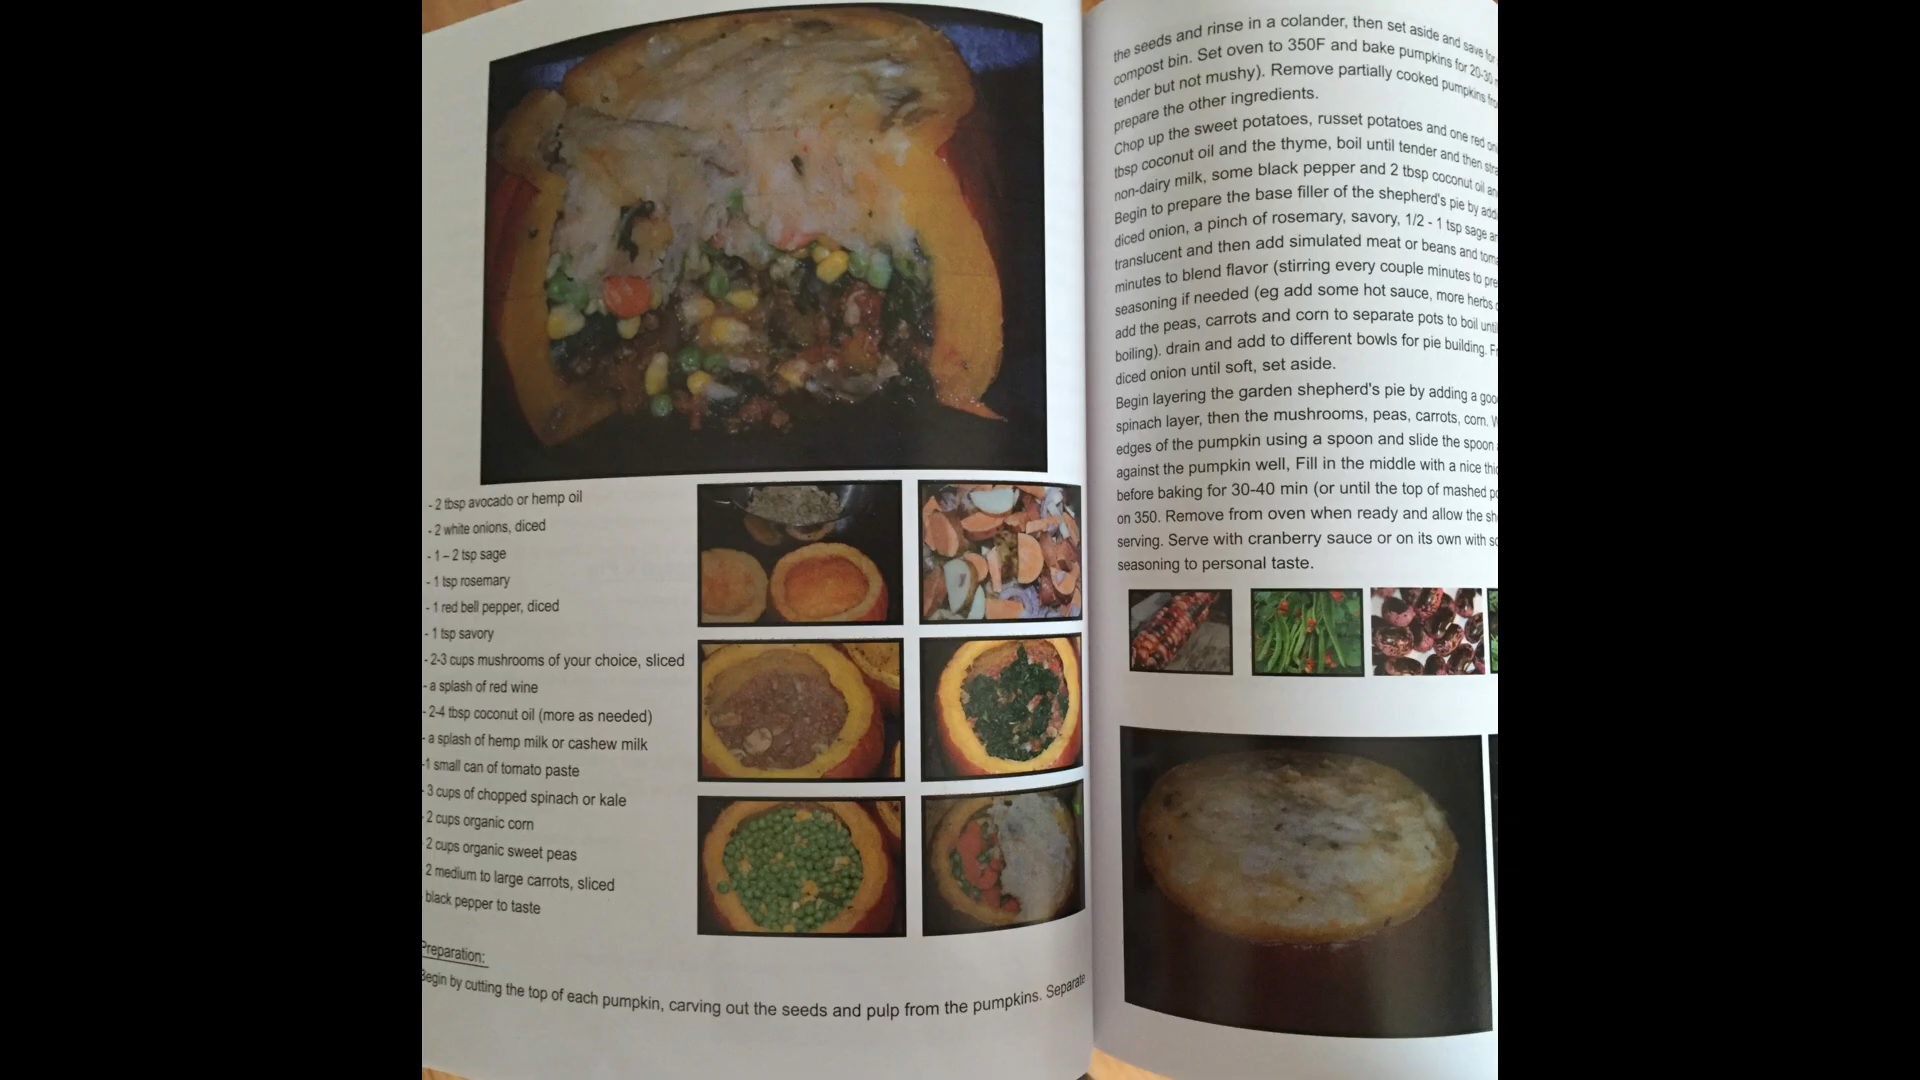 - 2 tbsp avocado or hemp oil
- 2 white onions, diced
- 1 – 2 tsp sage
- 1 tsp rosemary
- 1 red bell pepper, diced
- 1 tsp savory
- 2-3 cups mushrooms of your choice, sliced
- a splash of red wine
- 2-4 tbsp coconut oil (more as needed)
- a splash of hemp milk or cashew milk
-1 small can of tomato paste
- 3 cups of chopped spinach or kale
- 2 cups organic corn
2 cups organic sweet peas
2 medium to large carrots, sliced
black pepper to taste
Preparation:
Begin by cutting the top of each pumpkin, carving out the seeds and pulp from the pumpkins. Separate
the seeds and rinse in a colander, then set aside and save for
compost bin. Set oven to 350F and bake pumpkins for 20-30
tender but not mushy). Remove partially cooked pumpkins
prepare the other ingredients.
Chop up the sweet potatoes, russet potatoes and one red
tbsp coconut oil and the thyme, boil until tender and then
non-dairy milk, some black pepper and 2 tbsp coconut oil
Begin to prepare the base filler of the shepherd's pie by
diced onion, a pinch of rosemary, savory, 1/2 - 1 tsp sage
translucent and then add simulated meat or beans and
minutes to blend flavor (stirring every couple minutes to
seasoning if needed (eg add some hot sauce, more herbs
add the peas, carrots and corn to separate pots to boil
boiling). drain and add to different bowls for pie building.
diced onion until soft, set aside.
Begin layering the garden shepherd's pie by adding a
spinach layer, then the mushrooms, peas, carrots, corn.
edges of the pumpkin using a spoon and slide the spoon
against the pumpkin well, Fill in the middle with a nice
before baking for 30-40 min (or until the top of mashed
on 350. Remove from oven when ready and allow the
serving. Serve with cranberry sauce or on its own with
seasoning to personal taste.